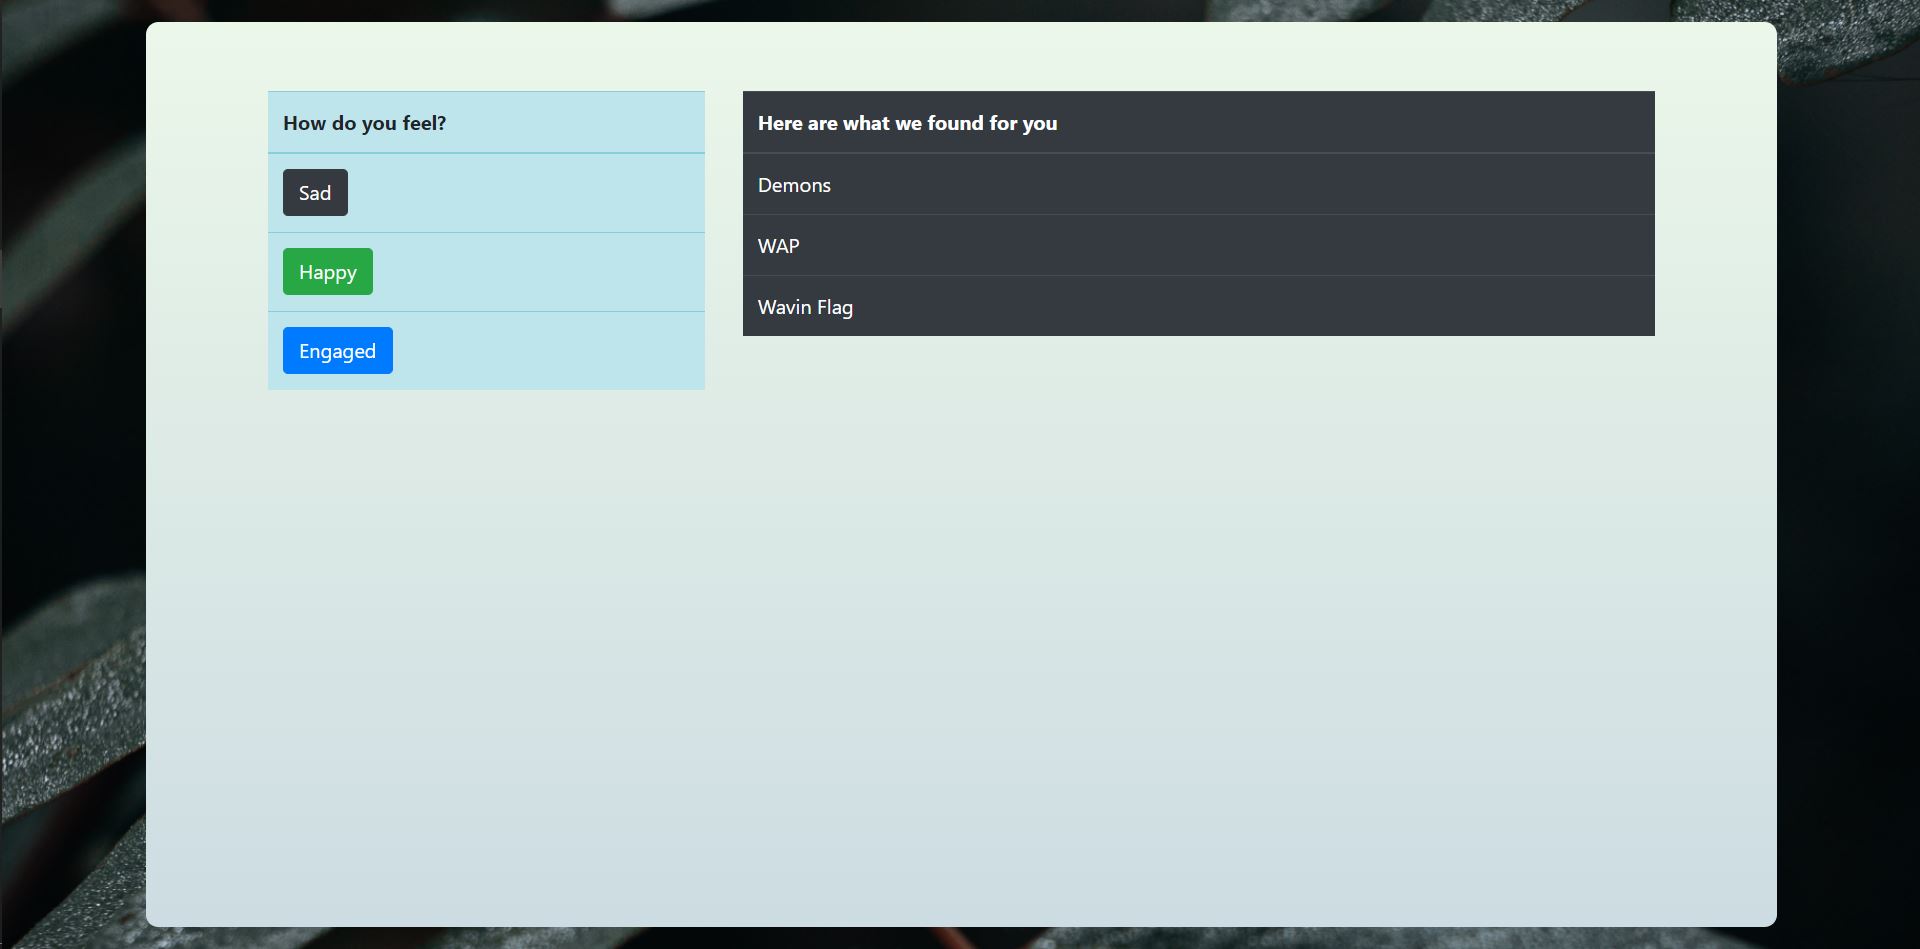 How do you feel?
Sad
Happy
Engaged
Here are what we found for you
Demons
WAP
Wavin Flag